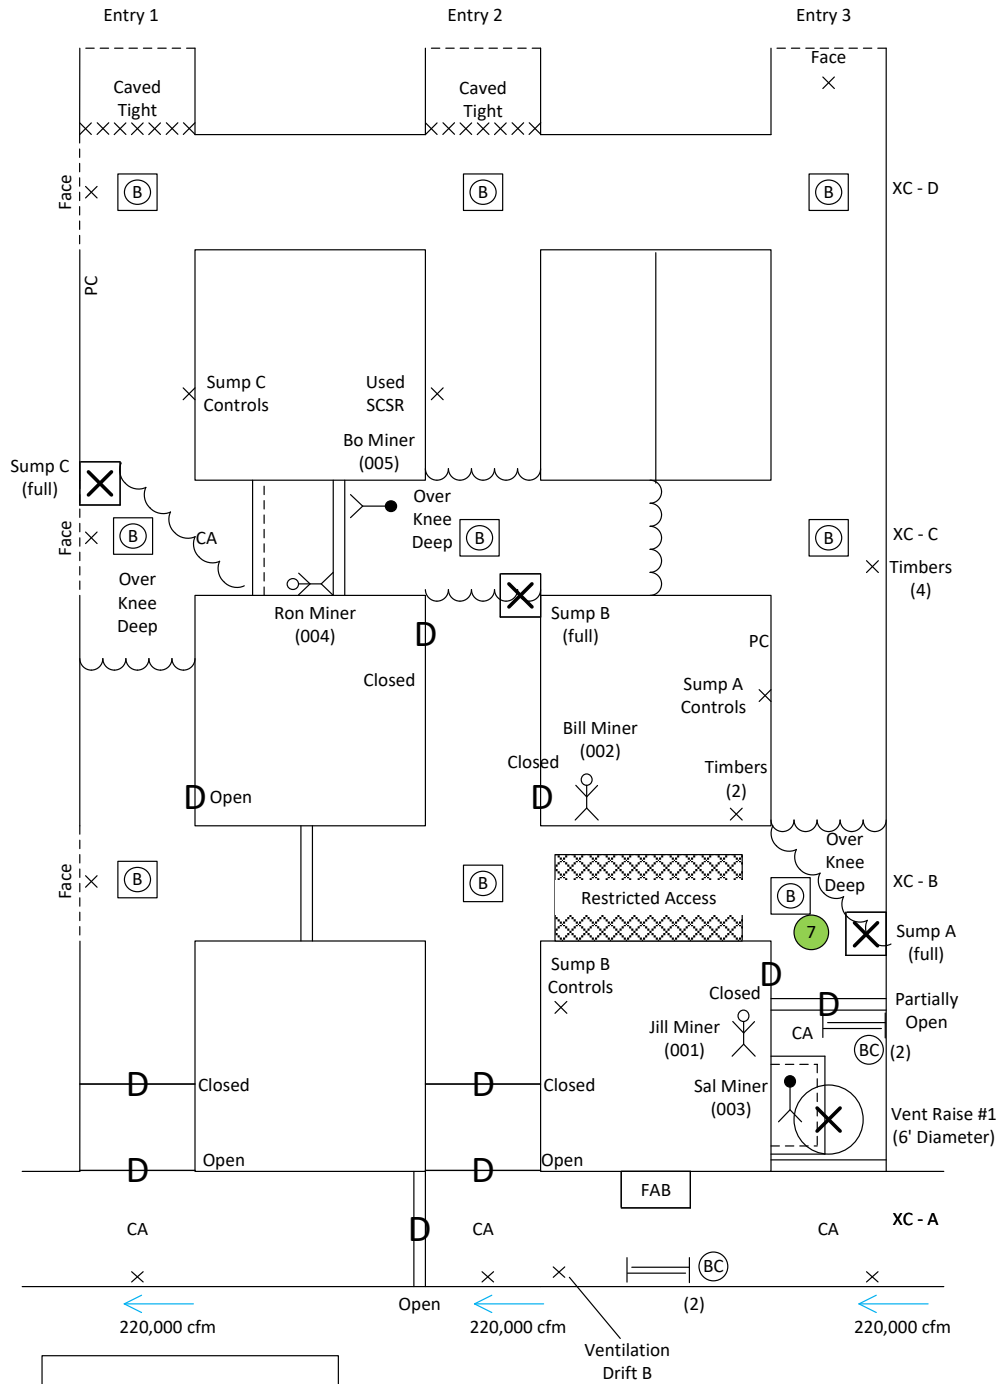 Entry 1
Entry 2
Entry 3
Caved
Tight
Caved
Tight
Face
Face
B
B
B
XC - D
PC
Sump C
Controls
Used
SCSR
Bo Miner
(005)
Sump C
(full)
Over
Knee
Deep
Face
B
CA
B
B
XC - C
Timbers
(4)
Over
Knee
Deep
Ron Miner
(004)
Sump B
(full)
D
PC
Closed
Sump A
Controls
Bill Miner
(002)
Closed
Timbers
(2)
D
Open
D
Over
Knee
Deep
Face
B
B
Restricted Access
B
XC - B
7
Sump A
(full)
Sump B
Controls
D
Closed
D
Partially
Open
Jill Miner
(001)
CA
BC
(2)
D
Closed
D
Closed
Sal Miner
(003)
Vent Raise #1
(6' Diameter)
D
Open
D
Open
FAB
CA
D
CA
CA
XC - A
BC
Open
(2)
220,000 cfm
220,000 cfm
220,000 cfm
Ventilation
Drift B